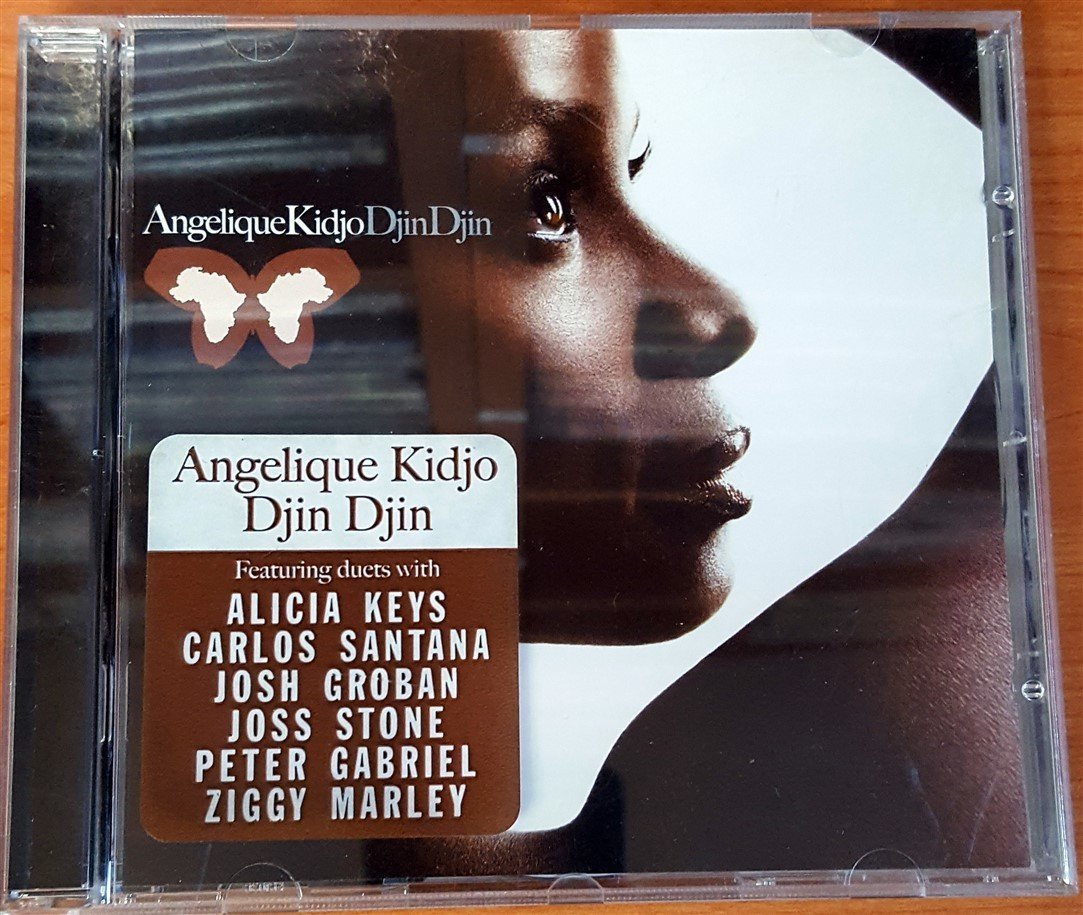 AngeliqueKidjoDjinDjin
Angelique Kidjo
Djin Djin
Featuring duets with
ALICIA KEYS
CARLOS SANTANA
JOSH GROBAN
JOSS STONE
PETER GABRIEL
ZIGGY MARLEY